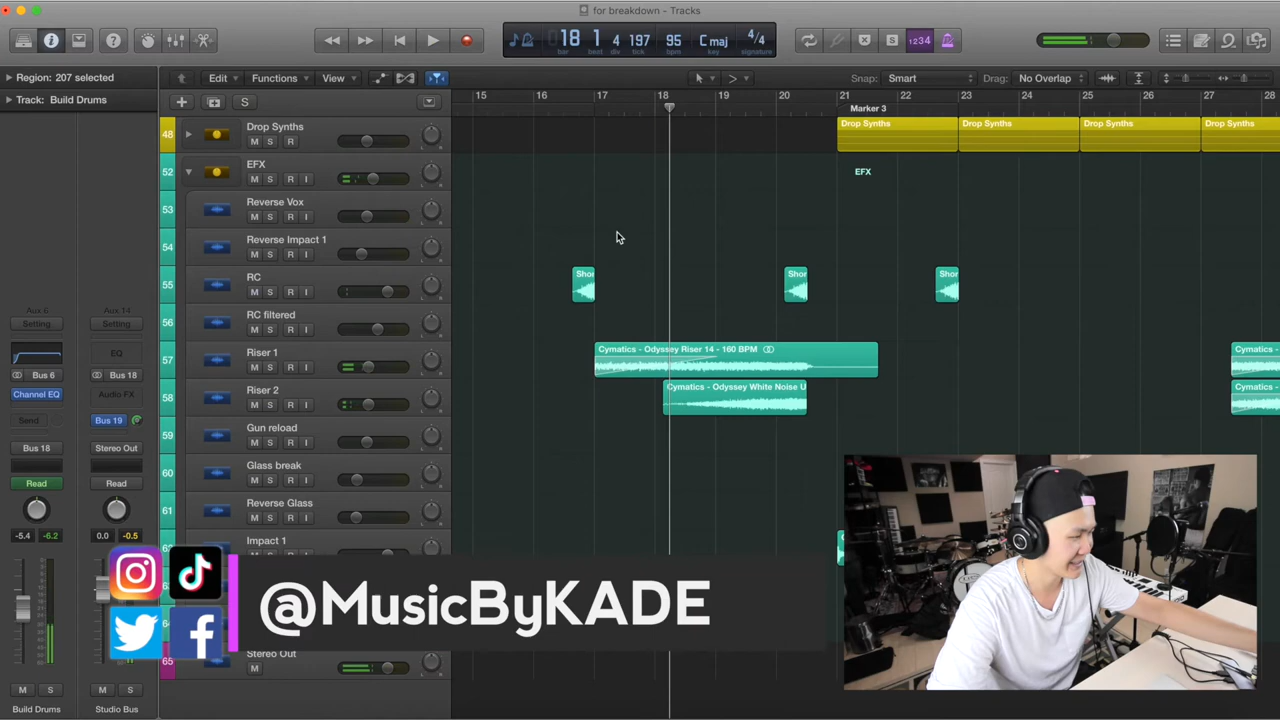 for breakdown - Tracks
18 1 4 197 95 C maj 4/4
bar beat div tick bpm key signature
1234
Region: 207 selected
Edit Functions View Snap: Smart Drag: No Overlap
Track: Build Drums
S
15 16 17 18 19 20 21 22 23 24 25 26 27 28
Marker 3
48 Drop Synths
M S R
Drop Synths Drop Synths Drop Synths Drop Synths
52 EFX
M S R I
EFX
53 Reverse Vox
M S R I
54 Reverse Impact 1
M S R I
55 RC
M S R I
Shor Shor Shor
56 RC filtered
M S R I
57 Riser 1
M S R I
Cymatics - Odyssey Riser 14 - 160 BPM
Cymatics -
58 Riser 2
M S R I
Cymatics - Odyssey White Noise U
Cymatics -
59 Gun reload
M S R I
60 Glass break
M S R I
61 Reverse Glass
M S R I
Impact 1
65 Stereo Out
M
Aux 6 Aux 14
Setting Setting
EQ
Bus 6 Bus 18
Channel EQ Audio FX
Send Bus 19
Bus 18 Stereo Out
Read Read
-5.4 -6.2 0.0 -0.5
M S M S
Build Drums Studio Bus
@MusicByKADE